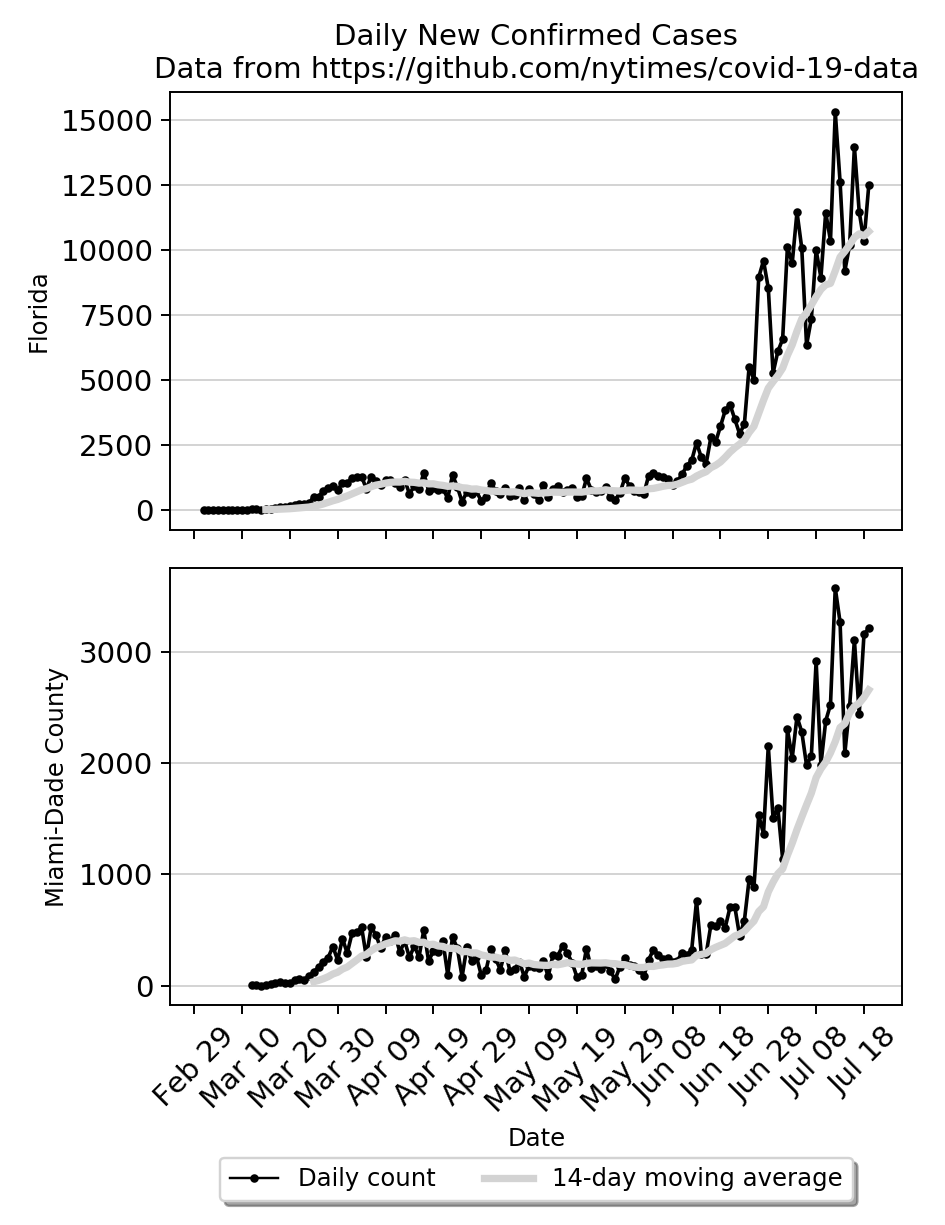 Daily New Confirmed Cases
Data from https://github.com/nytimes/covid-19-data
15000
12500
10000
7500
5000
2500
0
Florida
3000
2000
1000
0
Miami-Dade County
Feb 29
Mar 10
Mar 20
Mar 30
Apr 09
Apr 19
Apr 29
May 09
May 19
May 29
Jun 08
Jun 18
Jun 28
Jul 08
Jul 18
Date
Daily count
14-day moving average